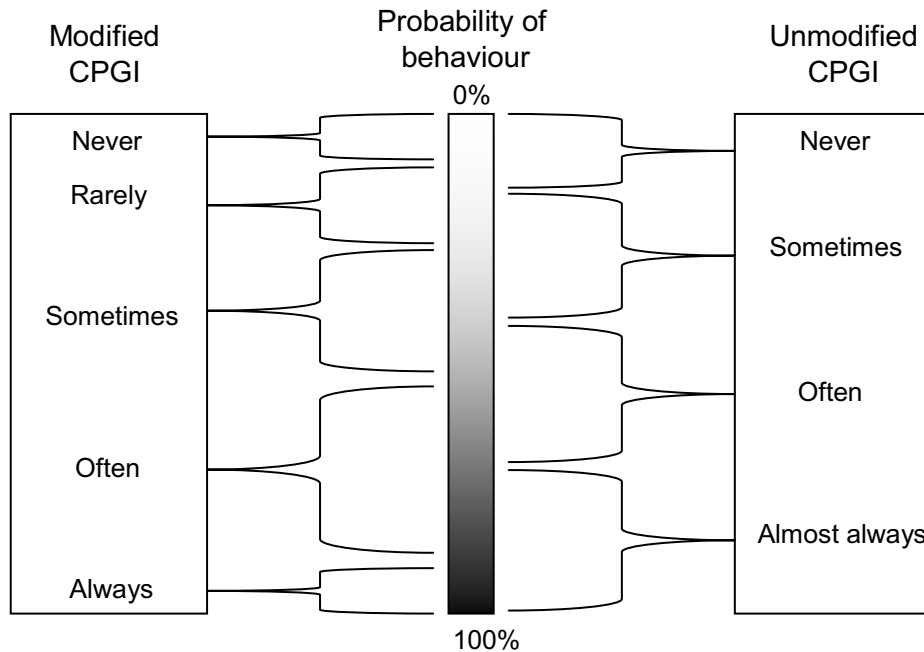 Modified
CPGI
Never
Rarely
Sometimes
Often
Always
Probability of
behaviour
0%
100%
Unmodified
CPGI
Never
Sometimes
Often
Almost always